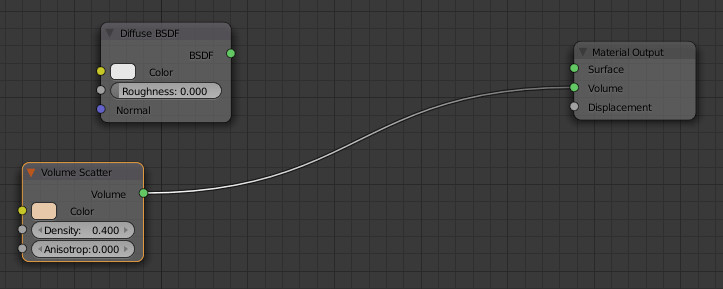 Diffuse BSDF
BSDF
Color
Roughness: 0.000
Normal
Material Output
Surface
Volume
Displacement
Volume Scatter
Volume
Color
Density: 0.400
Anisotrop:0.000